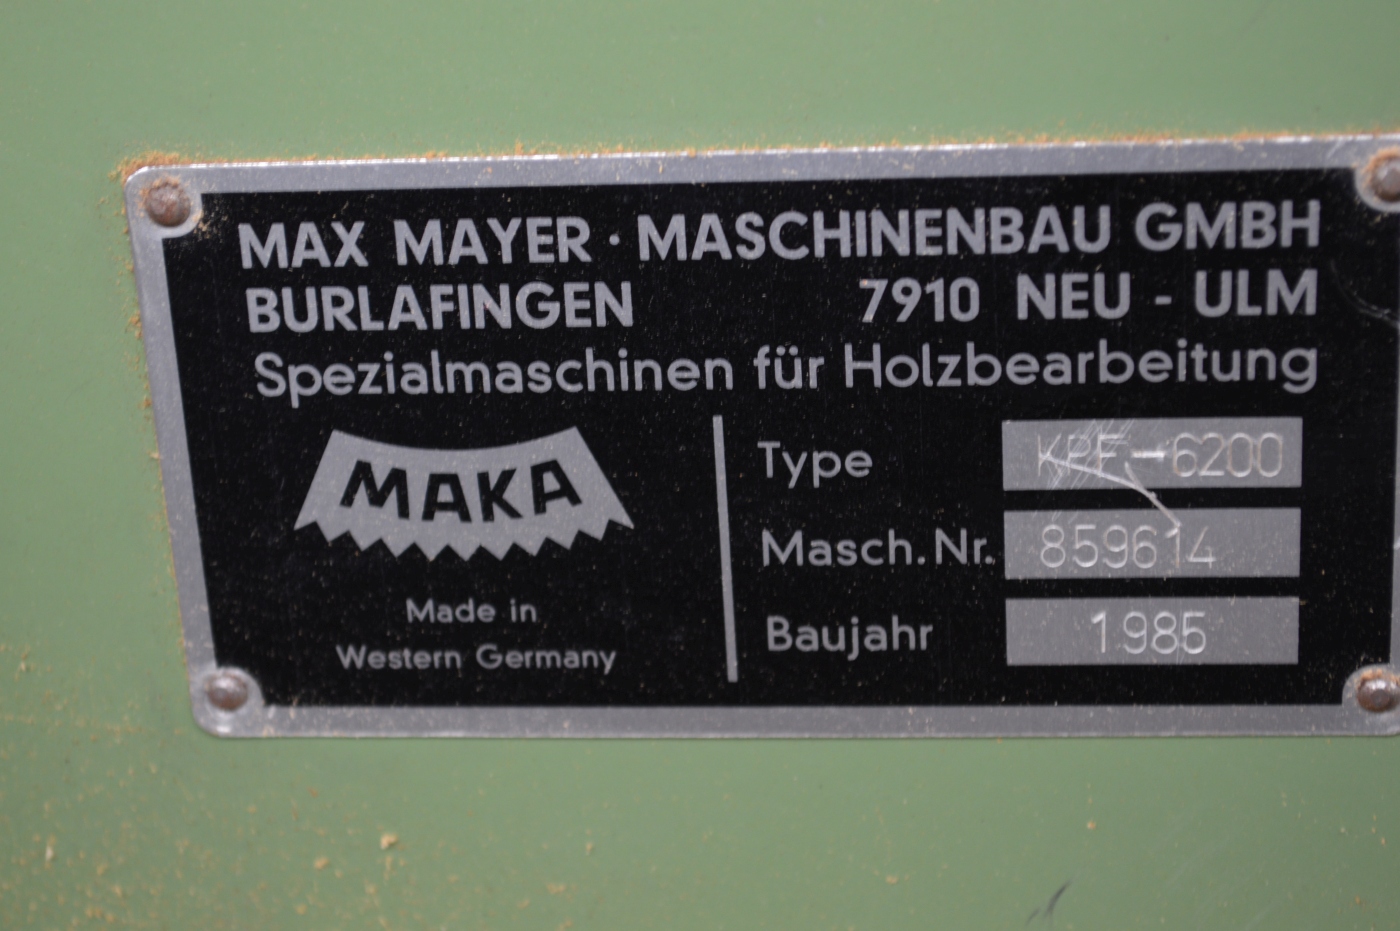 MAX MAYER · MASCHINENBAU GMBH
BURLAFINGEN 7910 NEU - ULM
Spezialmaschinen für Holzbearbeitung
MAKA
Made in
Western Germany
Type KPF-6200
Masch.Nr. 859614
Baujahr 1985